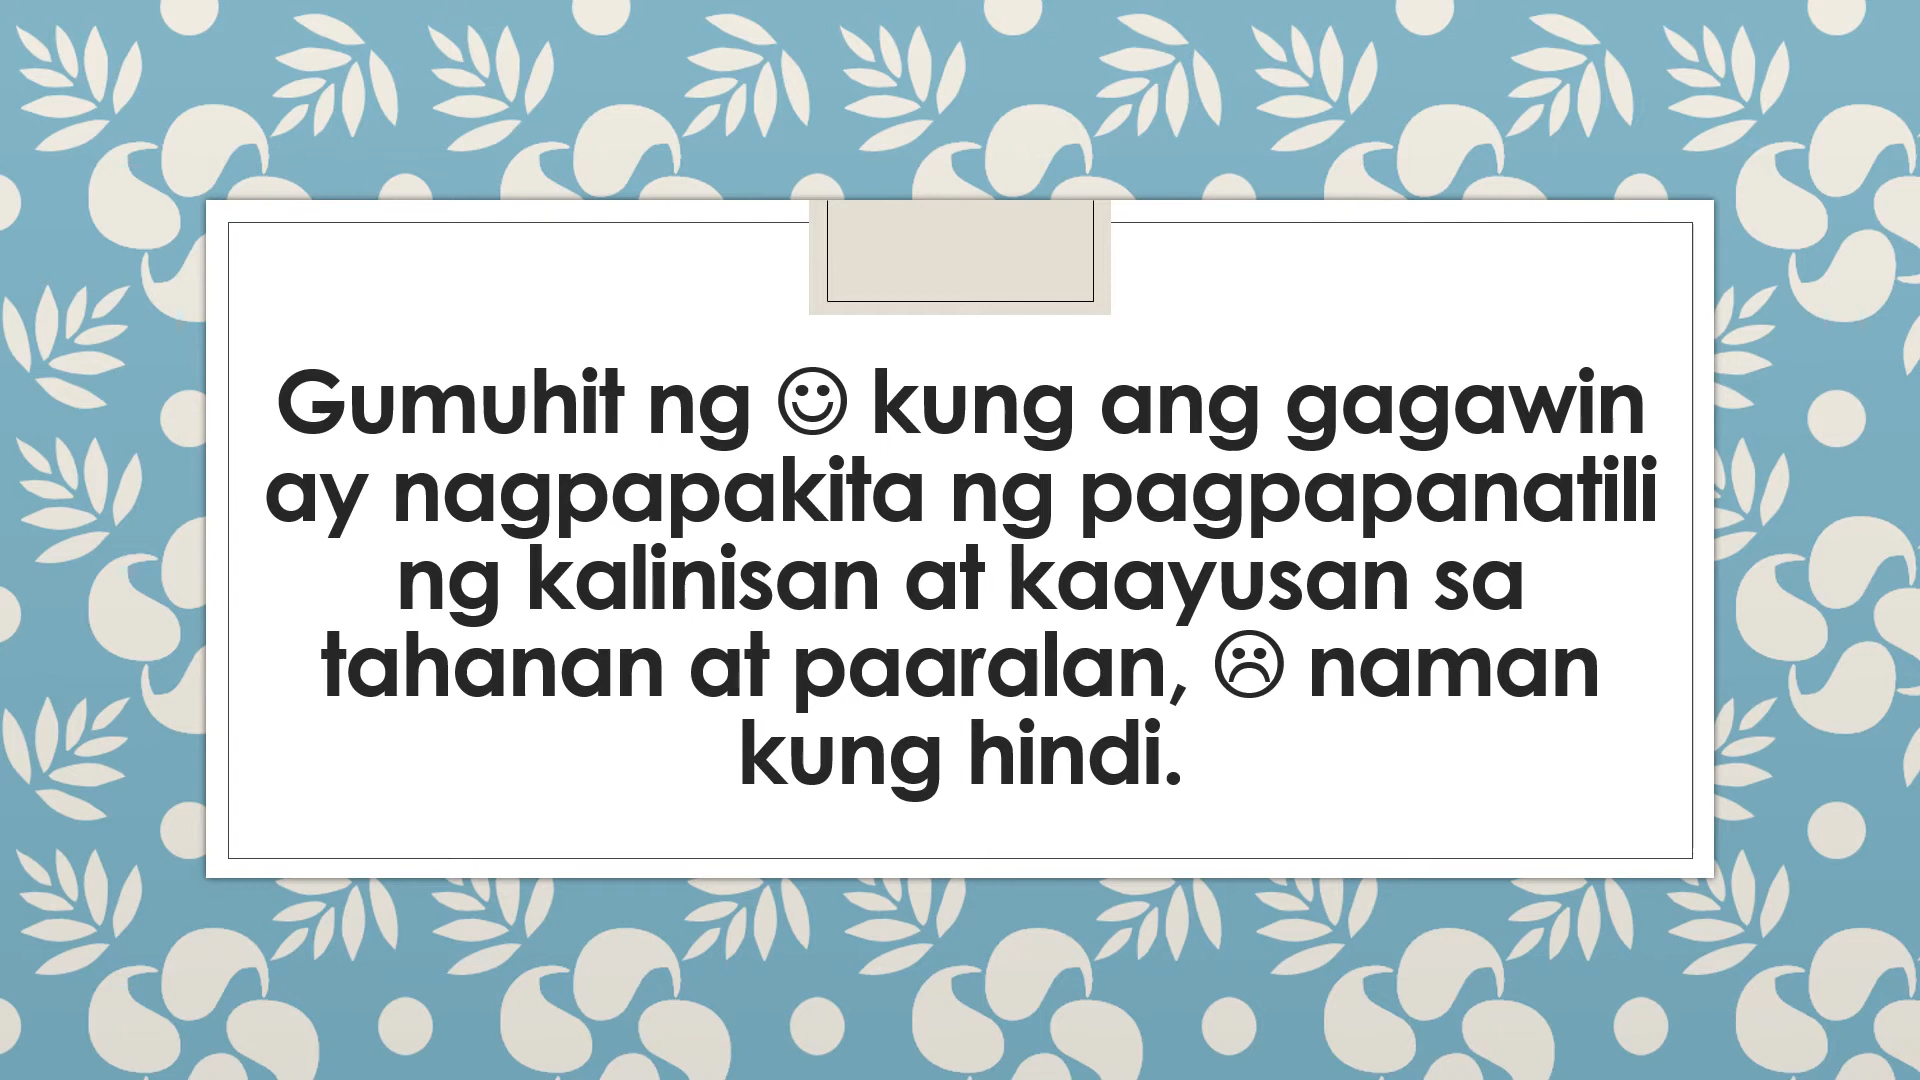 Gumuhit ng ☺ kung ang gagawin
ay nagpapakita ng pagpapanatili
ng kalinisan at kaayusan sa
tahanan at paaralan, ☹ naman
kung hindi.